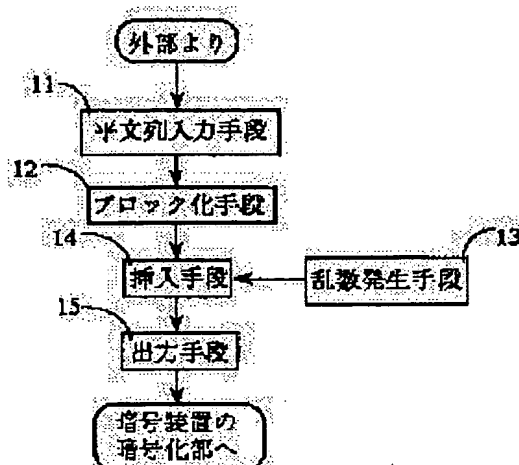 外部より
11
平文列入力手段
12
ブロック化手段
14
13
挿入手段
乱数発生手段
15
出力手段
暗号装置の
暗号化部へ